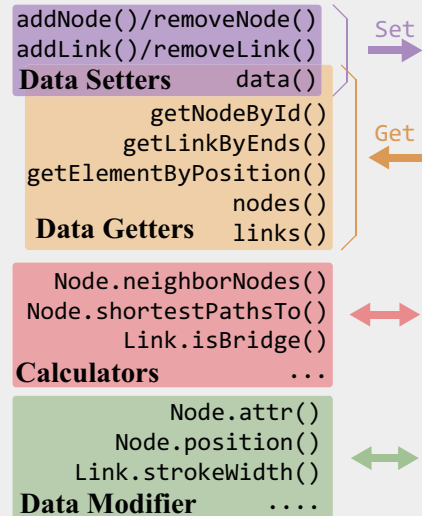 addNode()/removeNode()
addLink()/removeLink()
Data Setters data()
Set
getNodeById()
getLinkByEnds()
Get
getElementByPosition()
nodes()
Data Getters links()
Node.neighborNodes()
Node.shortestPathsTo()
Link.isBridge()
Calculators ...
Node.attr()
Node.position()
Link.strokeWidth()
Data Modifier ....